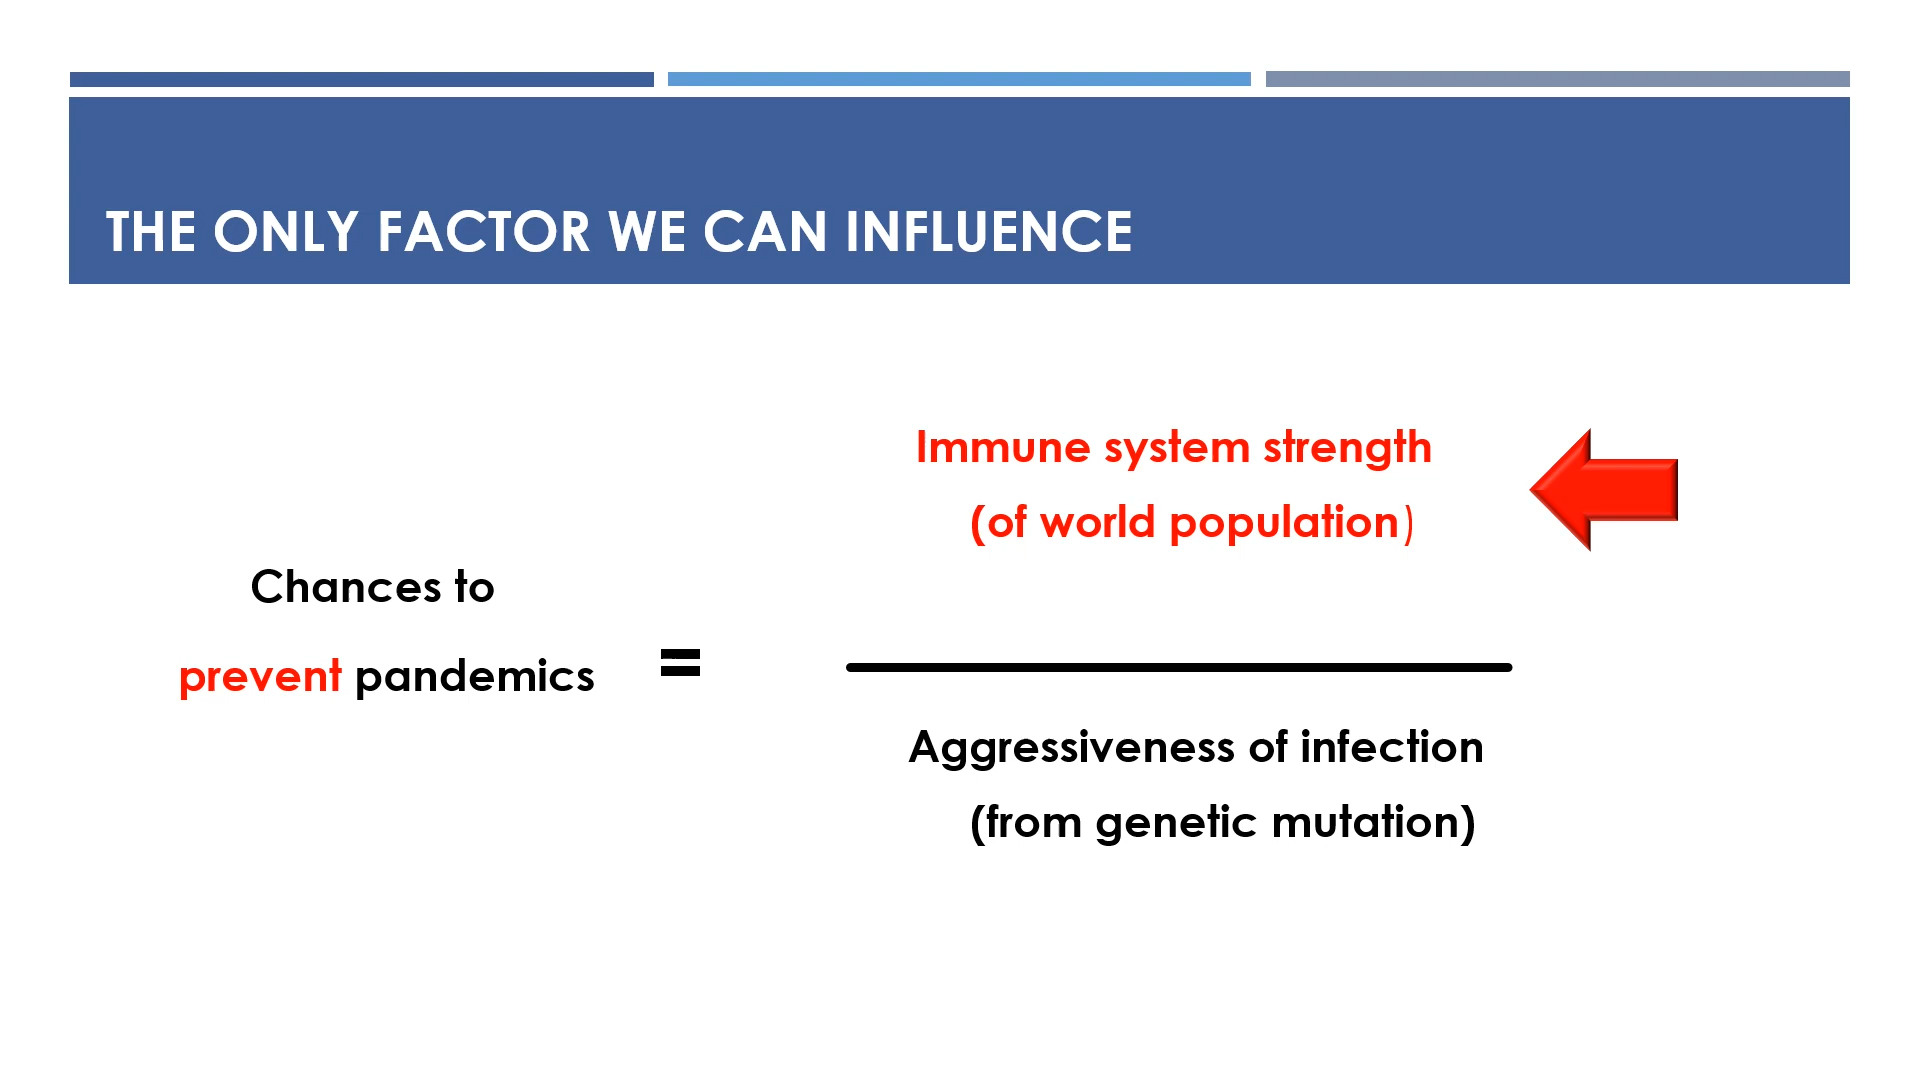 THE ONLY FACTOR WE CAN INFLUENCE
Chances to
prevent pandemics
=
Immune system strength
(of world population)
Aggressiveness of infection
(from genetic mutation)